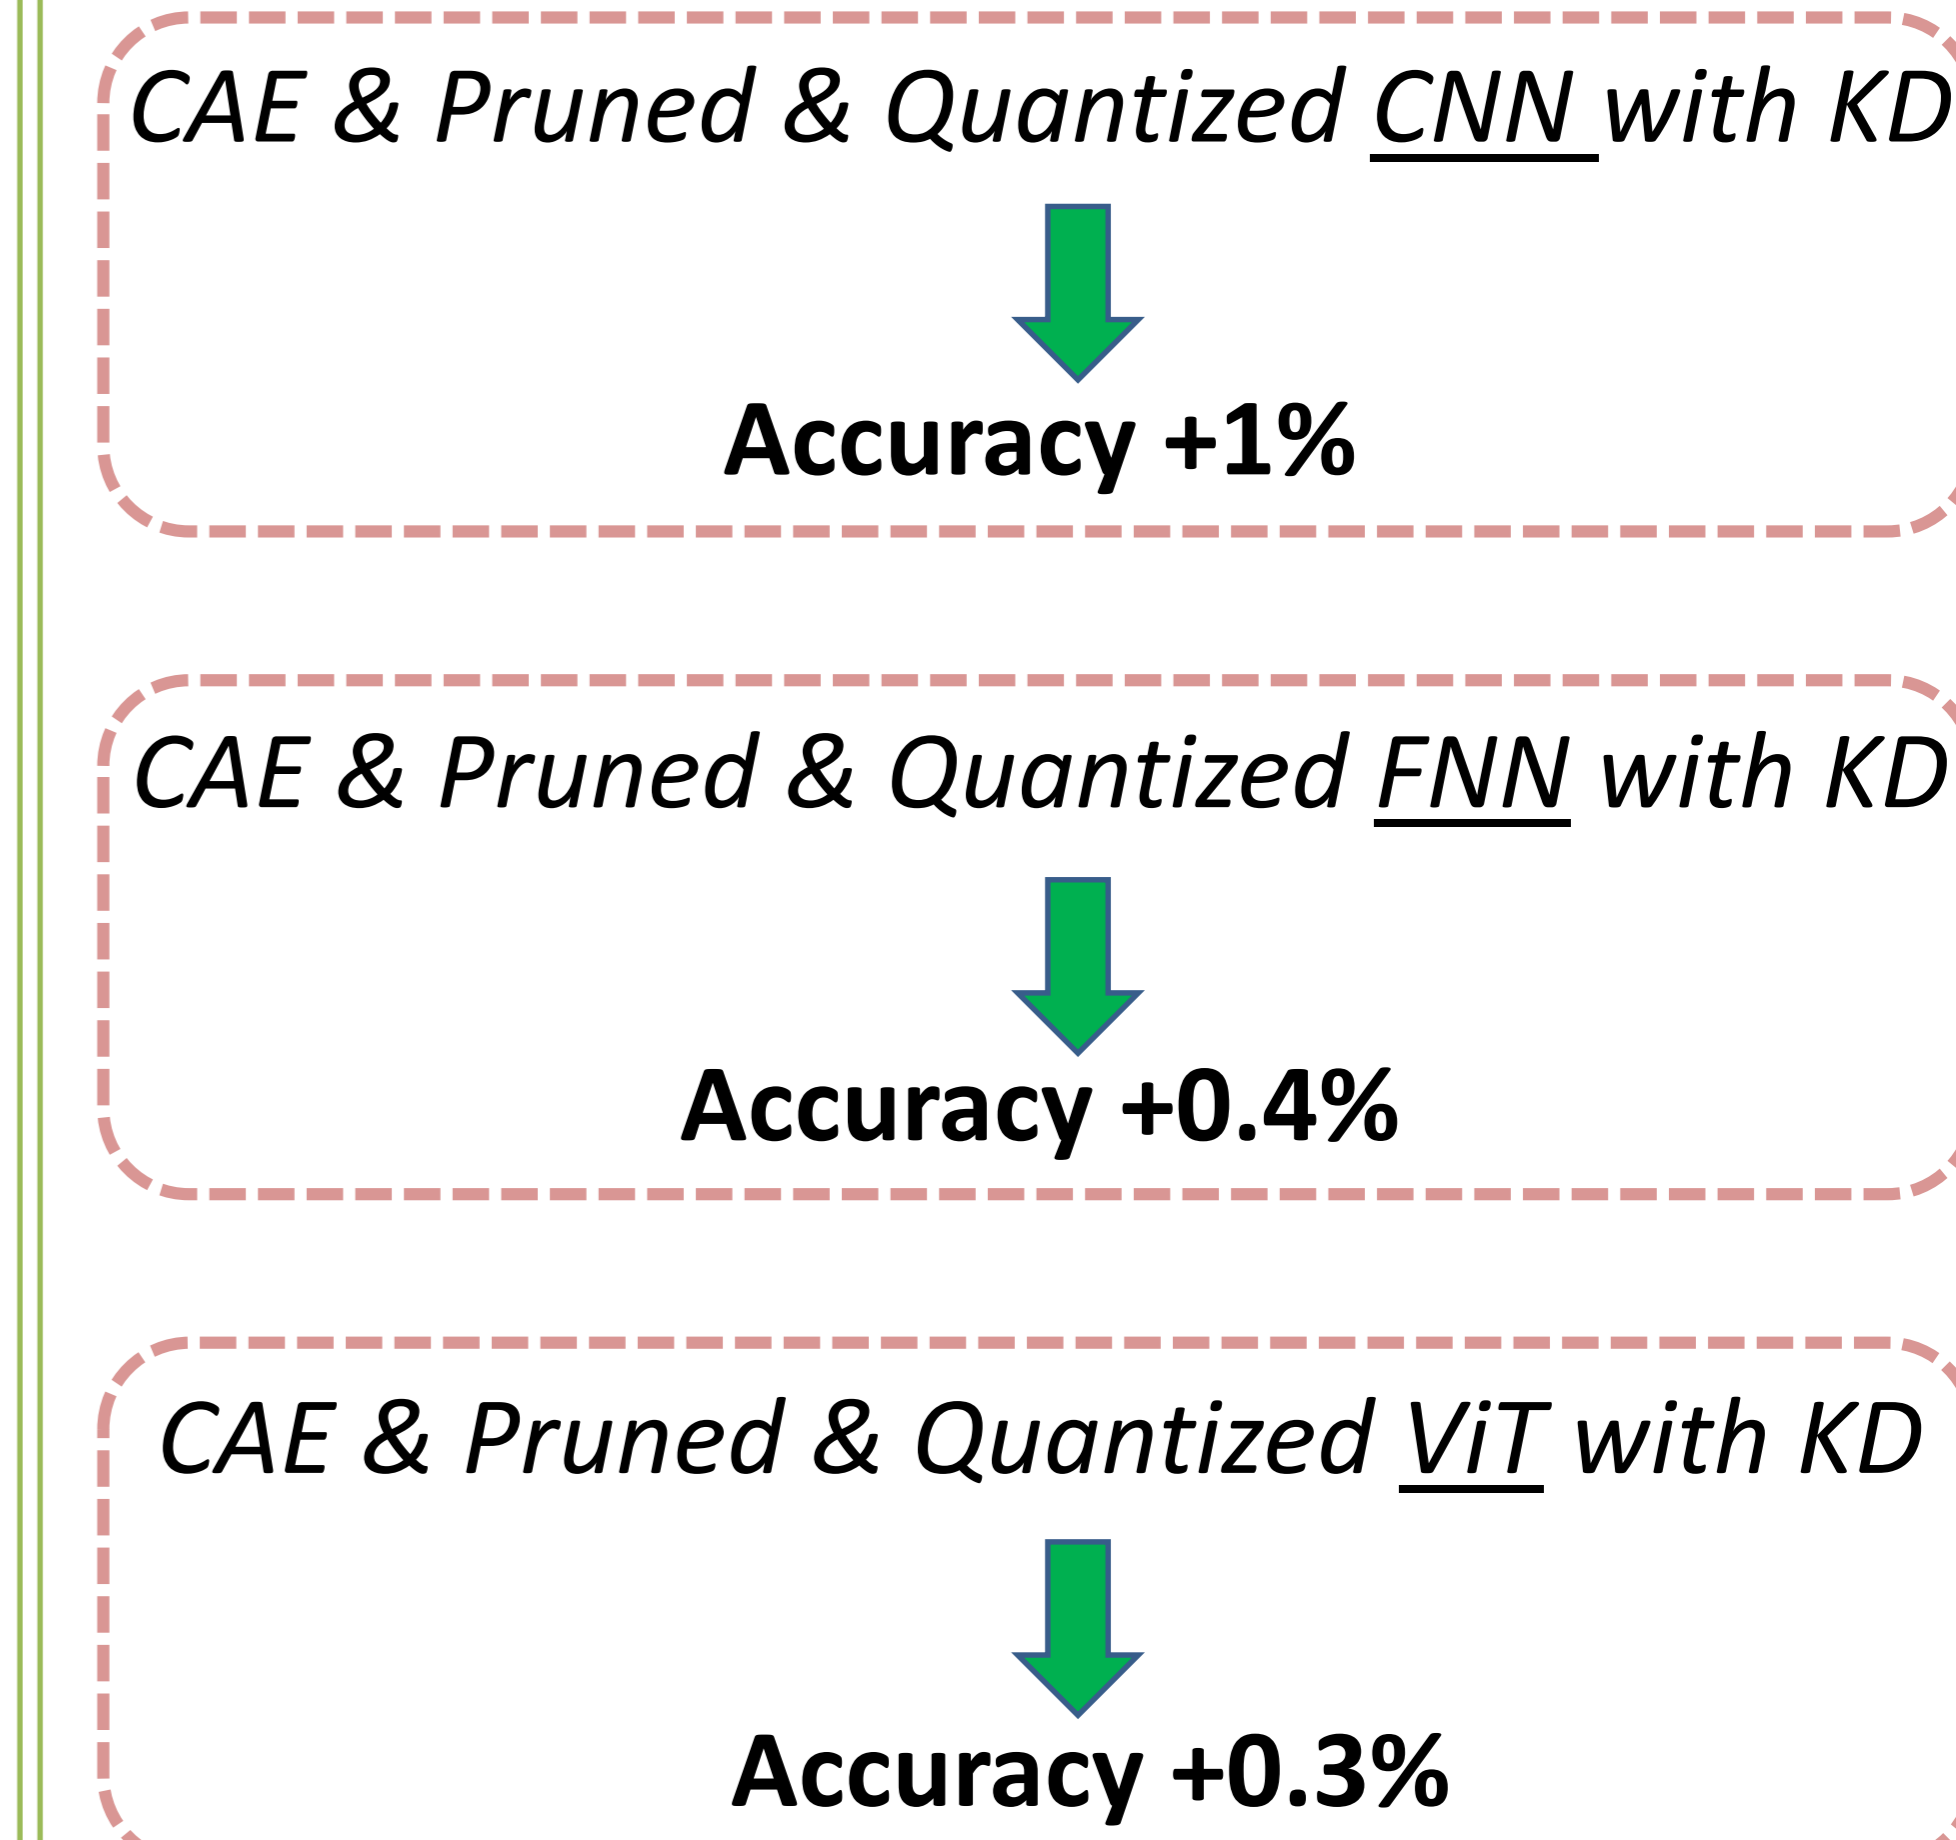 CAE & Pruned & Quantized CNN with KD
Accuracy +1%
CAE & Pruned & Quantized FNN with KD
Accuracy +0.4%
CAE & Pruned & Quantized ViT with KD
Accuracy +0.3%